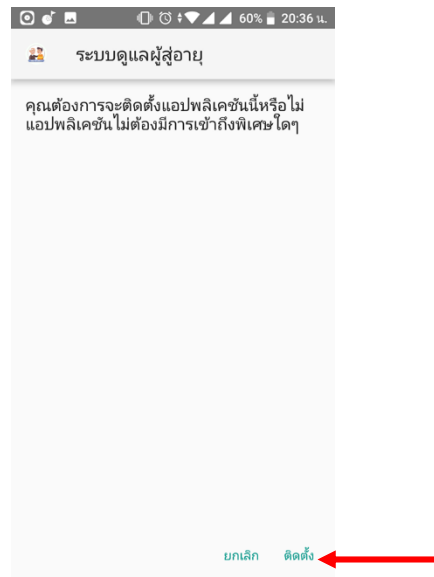 60% 20:36 น.
ระบบดูแลผู้สู่อายุ
คุณต้องการจะติดตั้งแอปพลิเคชันนี้หรือไม่
แอปพลิเคชันไม่ต้องมีการเข้าถึงพิเศษใดๆ
ยกเลิก ติดตั้ง